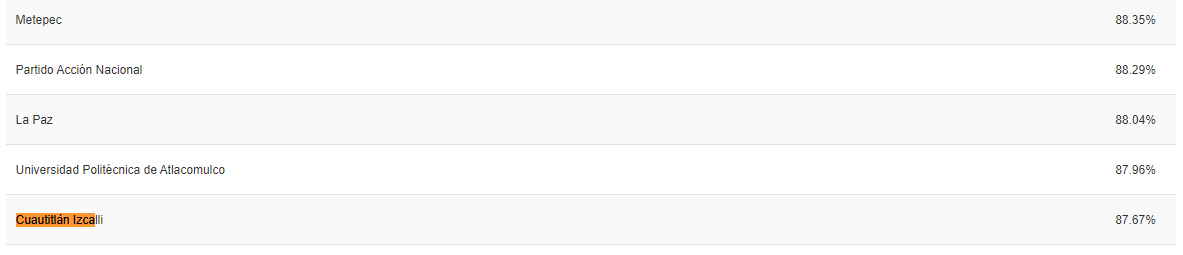 Metepec 88.35%
Partido Acción Nacional 88.29%
La Paz 88.04%
Universidad Politécnica de Atlacomulco 87.96%
Cuautitlán Izcalli 87.67%